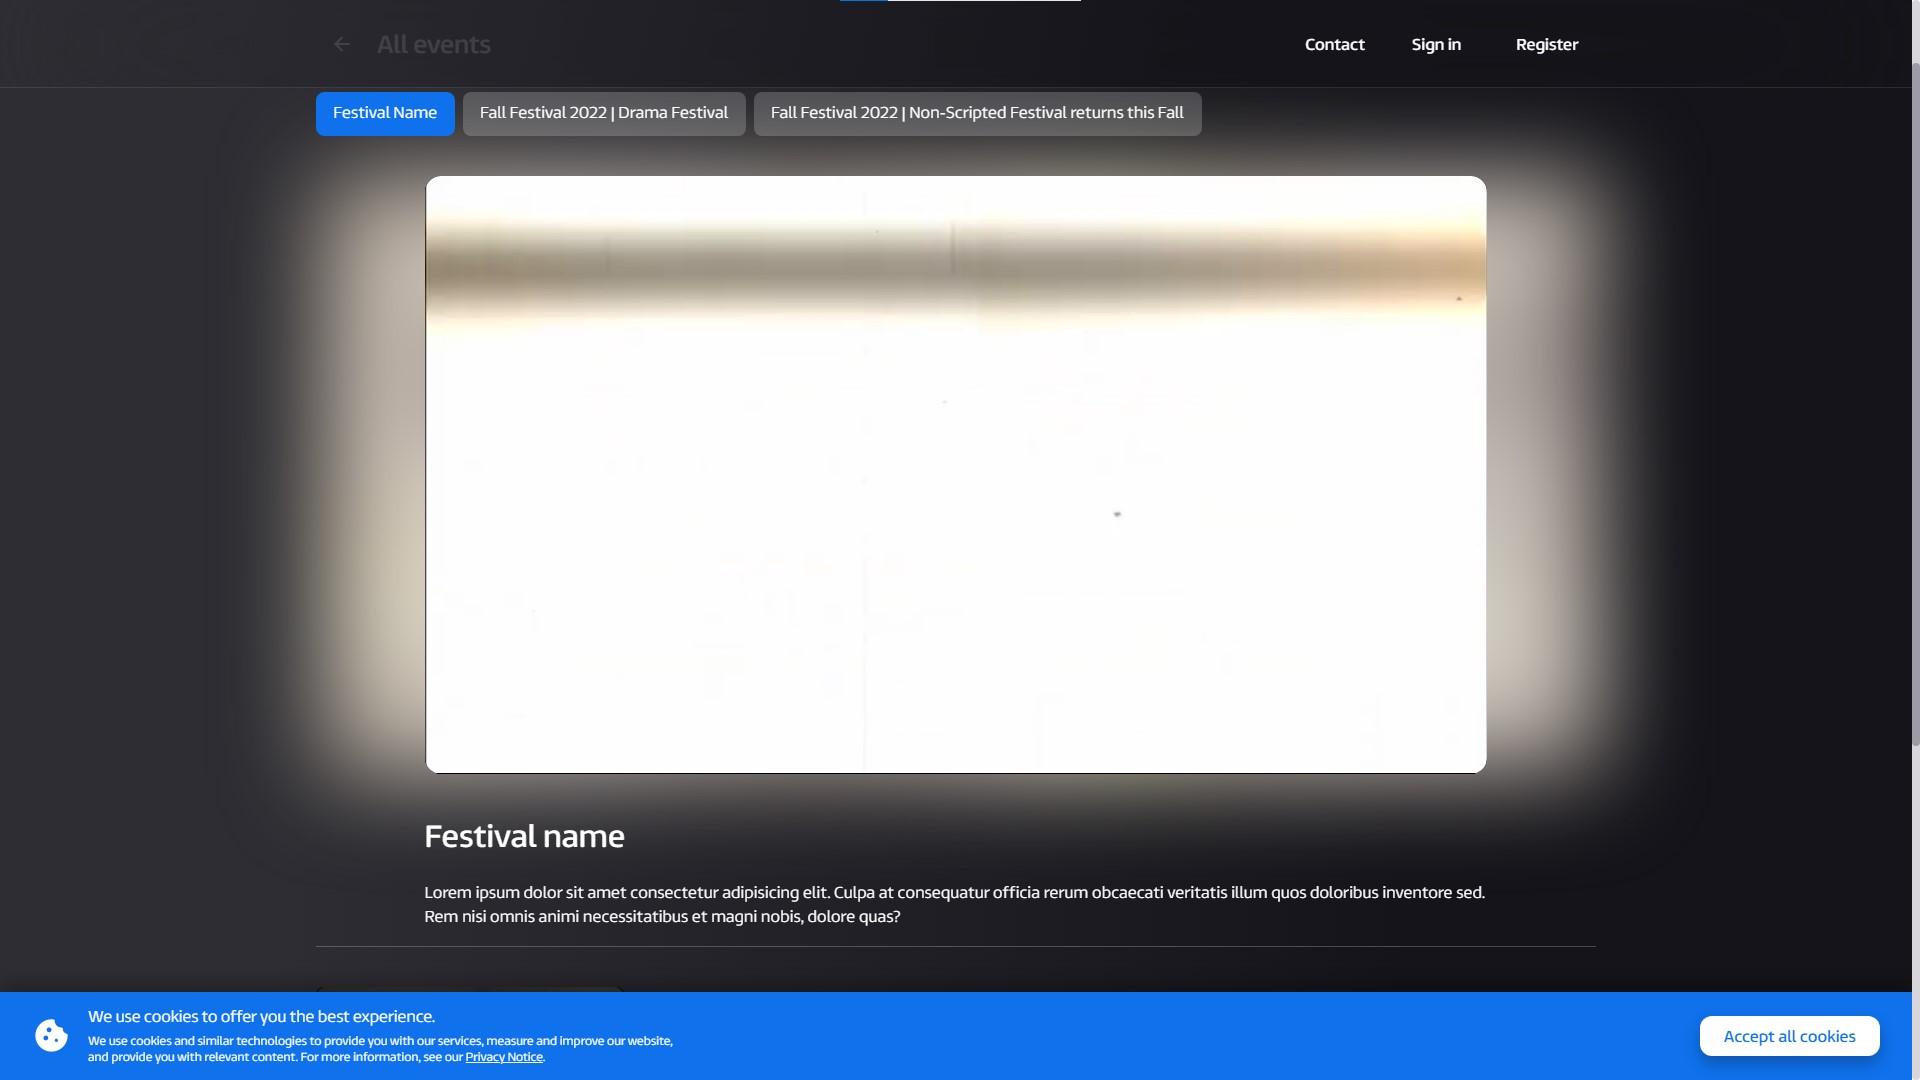 All events
Contact
Sign in
Register
Festival Name
Fall Festival 2022 | Drama Festival
Fall Festival 2022 | Non-Scripted Festival returns this Fall
Festival name
Lorem ipsum dolor sit amet consectetur adipisicing elit. Culpa at consequatur officia rerum obcaecati veritatis illum quos doloribus inventore sed.
Rem nisi omnis animi necessitatibus et magni nobis, dolore quas?
We use cookies to offer you the best experience.
We use cookies and similar technologies to provide you with our services, measure and improve our website,
and provide you with relevant content. For more information, see our Privacy Notice.
Accept all cookies